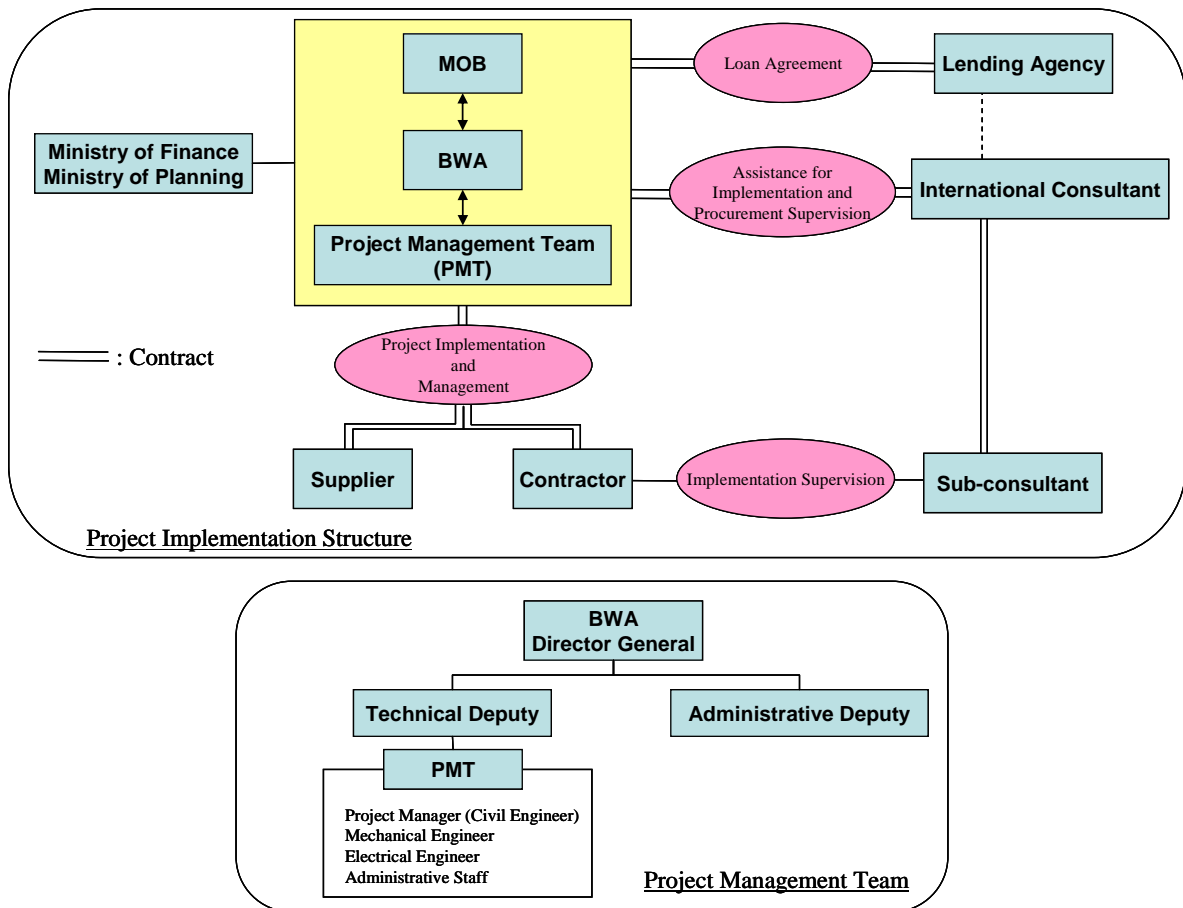 MOB
Loan Agreement
Lending Agency
Ministry of Finance
Ministry of Planning
BWA
Assistance for
Implementation and
Procurement Supervision
International Consultant
Project Management Team
(PMT)
: Contract
Project Implementation
and
Management
Supplier
Contractor
Implementation Supervision
Sub-consultant
Project Implementation Structure
BWA
Director General
Technical Deputy
Administrative Deputy
PMT
Project Manager (Civil Engineer)
Mechanical Engineer
Electrical Engineer
Administrative Staff
Project Management Team